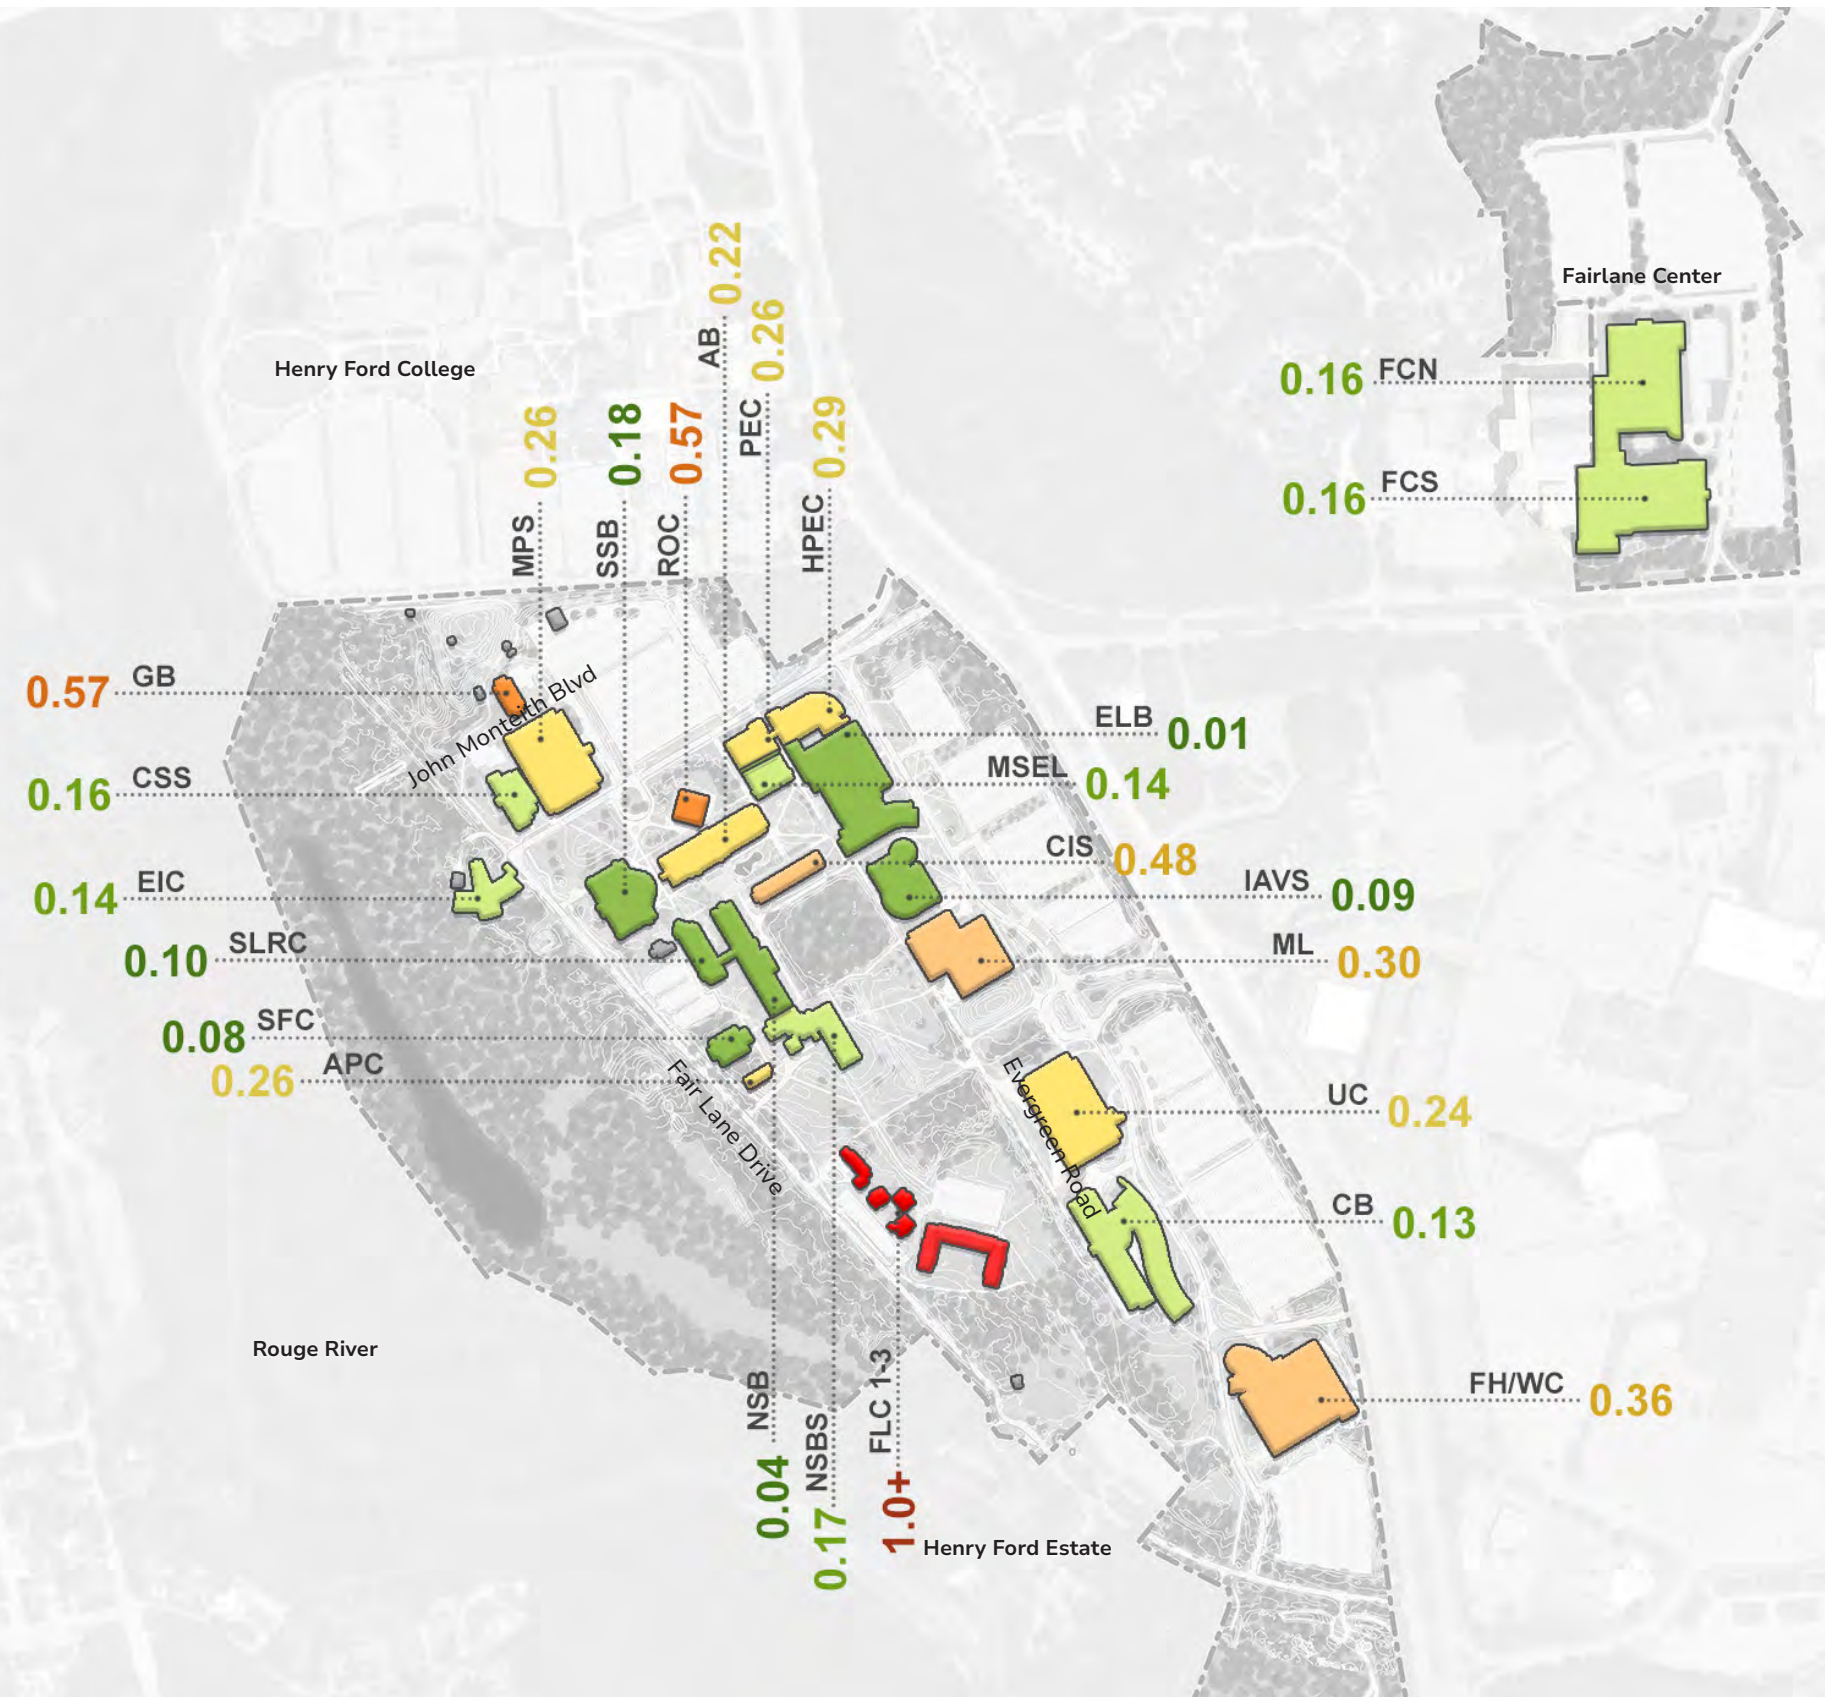 Fairlane Center
0.16 FCN
0.16 FCS
Henry Ford College
MPS 0.26
SSB 0.18
ROC 0.57
AB 0.22
PEC 0.26
HPEC 0.29
0.57 GB
John Monteith Blvd
0.16 CSS
0.14 EIC
0.10 SLRC
0.08 SFC
0.26 APC
ELB 0.01
MSEL 0.14
CIS 0.48
IAVS 0.09
ML 0.30
UC 0.24
CB 0.13
FH/WC 0.36
Fair Lane Drive
Evergreen Road
Rouge River
0.04 NSB
0.17 NSBS
1.0+ FLC 1-3
Henry Ford Estate